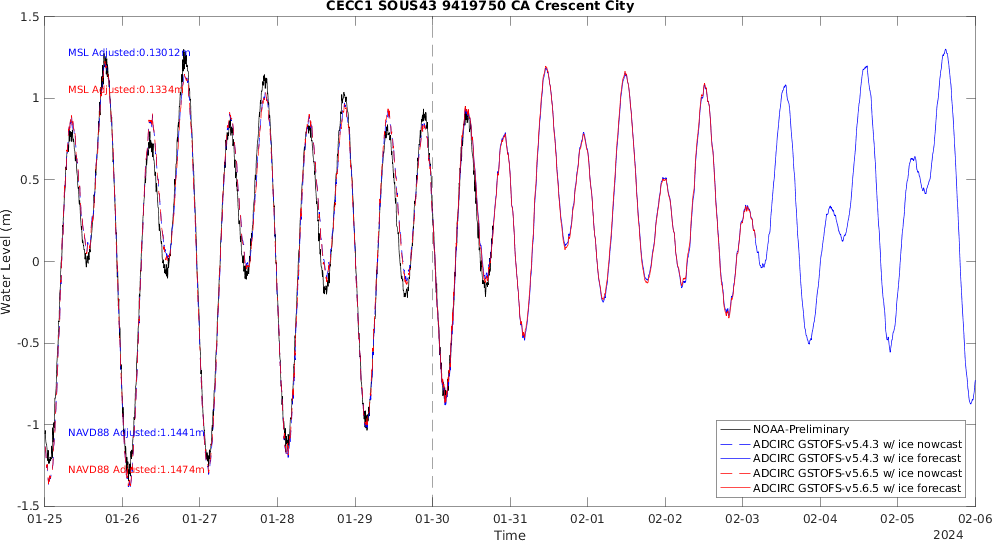 CECC1 SOUS43 9419750 CA Crescent City
1.5
1
0.5
0
-0.5
-1
-1.5
Water Level (m)
MSL Adjusted:0.13012m
MSL Adjusted:0.1334m
NAVD88 Adjusted:1.1441m
NAVD88 Adjusted:1.1474m
NOAA-Preliminary
ADCIRC GSTOFS-v5.4.3 w/ ice nowcast
ADCIRC GSTOFS-v5.4.3 w/ ice forecast
ADCIRC GSTOFS-v5.6.5 w/ ice nowcast
ADCIRC GSTOFS-v5.6.5 w/ ice forecast
01-25 01-26 01-27 01-28 01-29 01-30 01-31 02-01 02-02 02-03 02-04 02-05 02-06
Time
2024